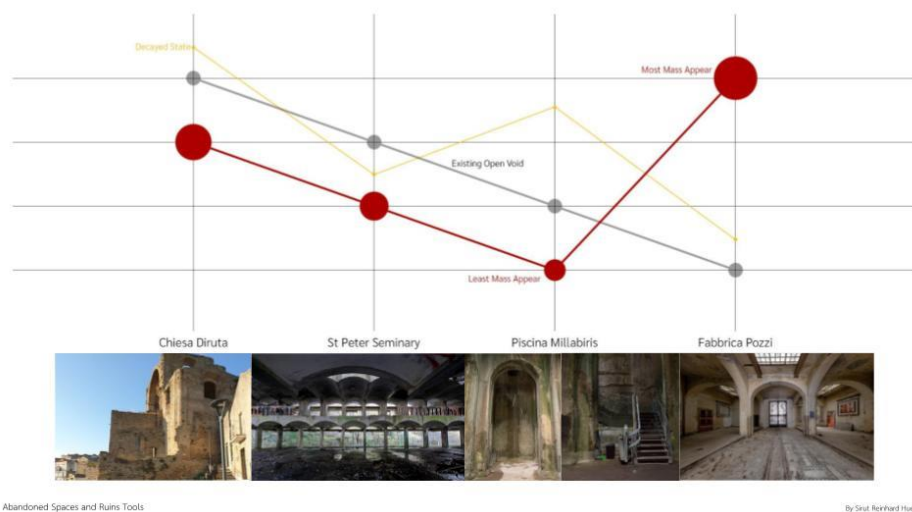 Decayed State
Most Mass Appear
Existing Open Void
Least Mass Appear
Chiesa Diruta
St Peter Seminary
Piscina Millabiris
Fabbrica Pozzi
Abandoned Spaces and Ruins Tools
By Sirut Reinhard